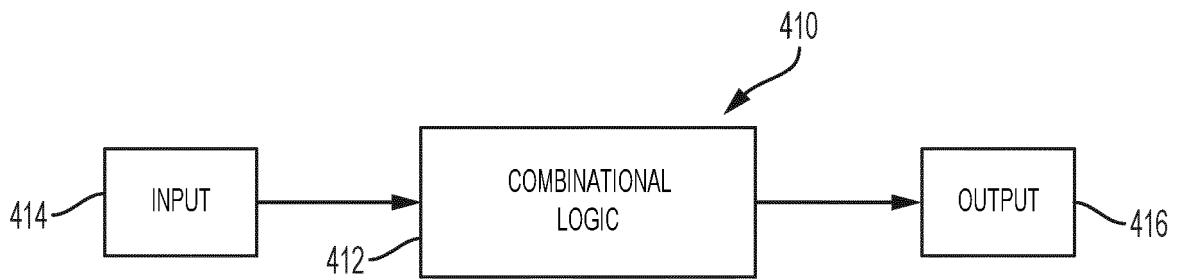 410
INPUT
COMBINATIONAL
LOGIC
OUTPUT
414
412
416